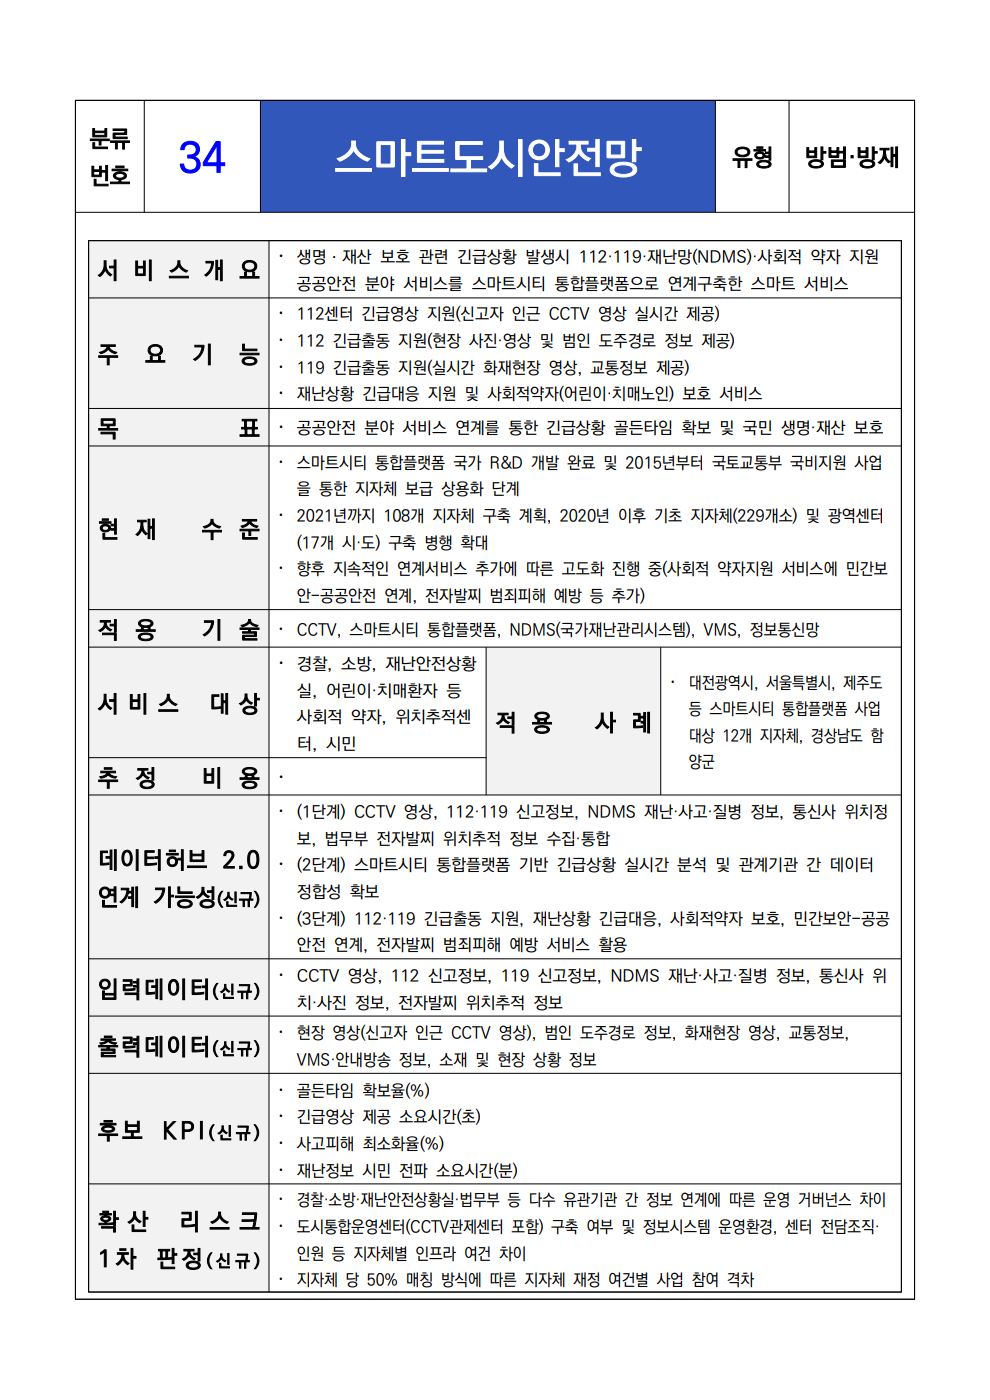 분류
번호
34
스마트도시안전망
유형
방범·방재
서비스개요
· 생명 · 재산 보호 관련 긴급상황 발생시 112·119·재난망(NDMS)·사회적 약자 지원
공공안전 분야 서비스를 스마트시티 통합플랫폼으로 연계구축한 스마트 서비스
주요기능
· 112센터 긴급영상 지원(신고자 인근 CCTV 영상 실시간 제공)
· 112 긴급출동 지원(현장 사진·영상 및 범인 도주경로 정보 제공)
· 119 긴급출동 지원(실시간 화재현장 영상, 교통정보 제공)
· 재난상황 긴급대응 지원 및 사회적약자(어린이·치매노인) 보호 서비스
목표
· 공공안전 분야 서비스 연계를 통한 긴급상황 골든타임 확보 및 국민 생명·재산 보호
현재 수준
· 스마트시티 통합플랫폼 국가 R&D 개발 완료 및 2015년부터 국토교통부 국비지원 사업
을 통한 지자체 보급 상용화 단계
· 2021년까지 108개 지자체 구축 계획, 2020년 이후 기초 지자체(229개소) 및 광역센터
(17개 시·도) 구축 병행 확대
· 향후 지속적인 연계서비스 추가에 따른 고도화 진행 중(사회적 약자지원 서비스에 민간보
안-공공안전 연계, 전자발찌 범죄피해 예방 등 추가)
적용 기술
· CCTV, 스마트시티 통합플랫폼, NDMS(국가재난관리시스템), VMS, 정보통신망
서비스 대상
· 경찰, 소방, 재난안전상황
실, 어린이·치매환자 등
사회적 약자, 위치추적센
터, 시민
적용 사례
· 대전광역시, 서울특별시, 제주도
등 스마트시티 통합플랫폼 사업
대상 12개 지자체, 경상남도 함
양군
추정 비용
·
데이터허브 2.0
연계 가능성(신규)
· (1단계) CCTV 영상, 112·119 신고정보, NDMS 재난·사고·질병 정보, 통신사 위치정
보, 법무부 전자발찌 위치추적 정보 수집·통합
· (2단계) 스마트시티 통합플랫폼 기반 긴급상황 실시간 분석 및 관계기관 간 데이터
정합성 확보
· (3단계) 112·119 긴급출동 지원, 재난상황 긴급대응, 사회적약자 보호, 민간보안-공공
안전 연계, 전자발찌 범죄피해 예방 서비스 활용
입력데이터(신규)
· CCTV 영상, 112 신고정보, 119 신고정보, NDMS 재난·사고·질병 정보, 통신사 위
치·사진 정보, 전자발찌 위치추적 정보
출력데이터(신규)
· 현장 영상(신고자 인근 CCTV 영상), 범인 도주경로 정보, 화재현장 영상, 교통정보,
VMS·안내방송 정보, 소재 및 현장 상황 정보
후보 KPI(신규)
· 골든타임 확보율(%)
· 긴급영상 제공 소요시간(초)
· 사고피해 최소화율(%)
· 재난정보 시민 전파 소요시간(분)
확산 리스크
1차 판정(신규)
· 경찰·소방·재난안전상황실·법무부 등 다수 유관기관 간 정보 연계에 따른 운영 거버넌스 차이
· 도시통합운영센터(CCTV관제센터 포함) 구축 여부 및 정보시스템 운영환경, 센터 전담조직·
인원 등 지자체별 인프라 여건 차이
· 지자체 당 50% 매칭 방식에 따른 지자체 재정 여건별 사업 참여 격차